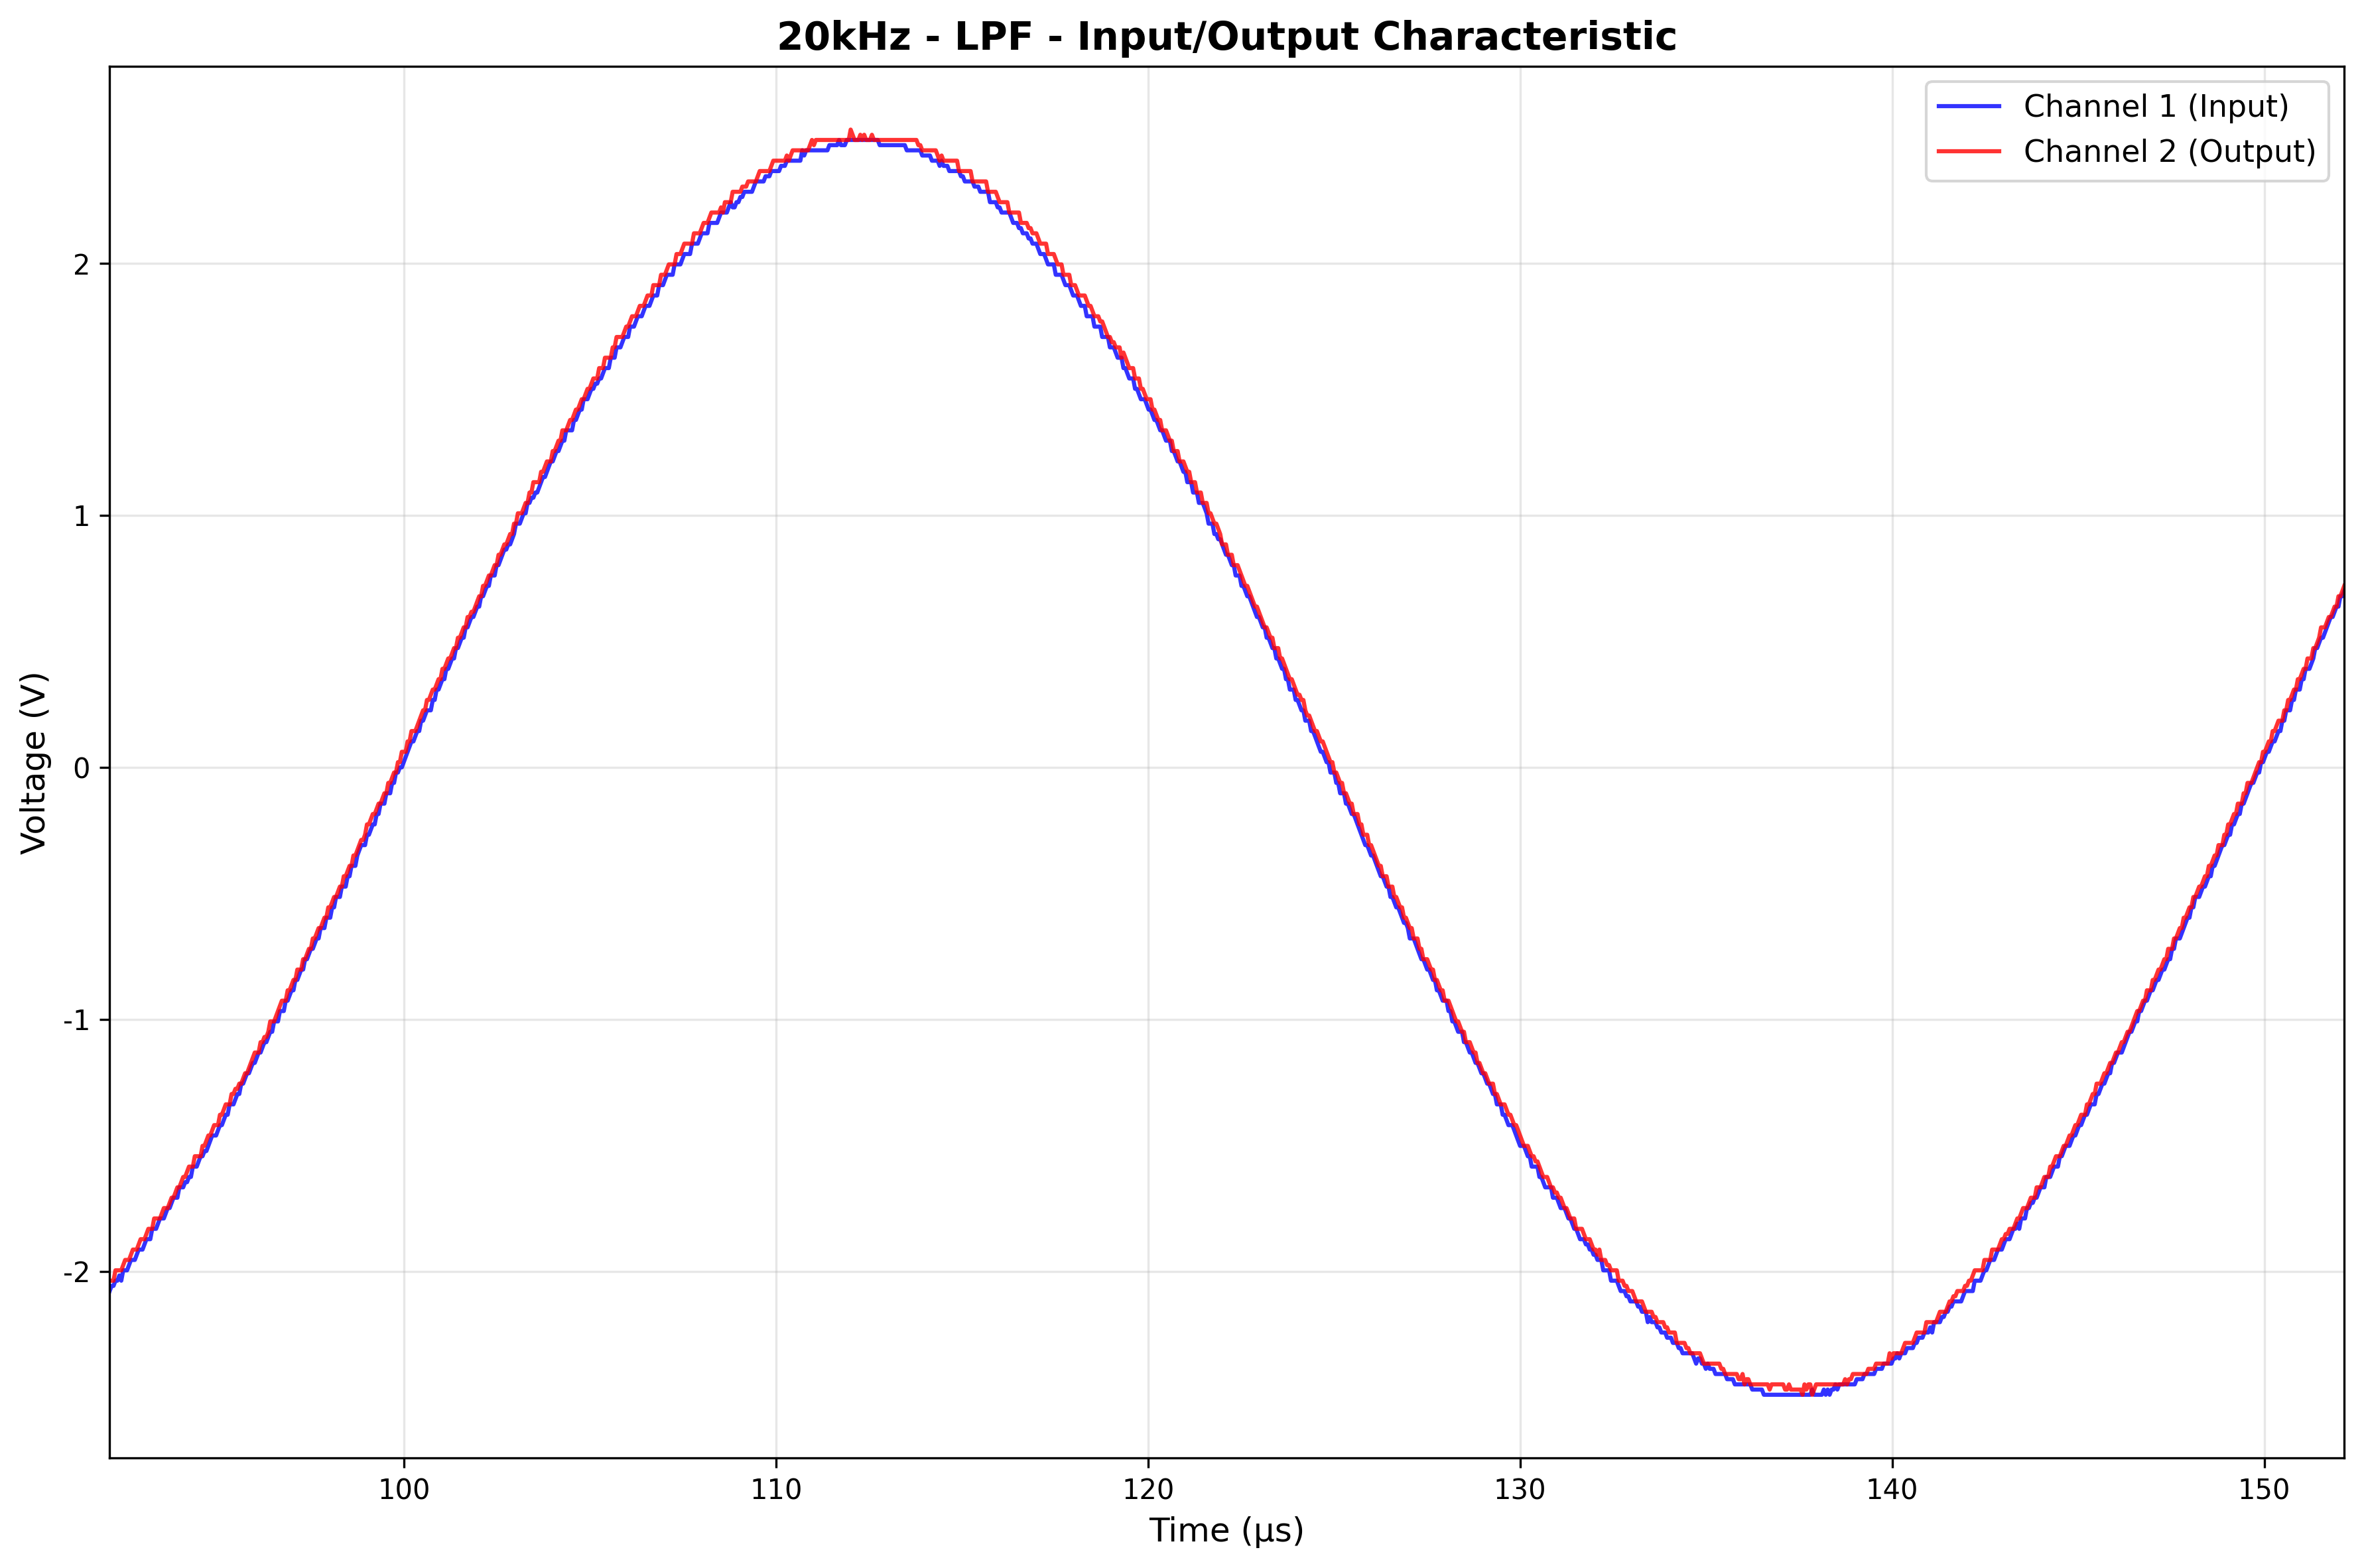 20kHz - LPF - Input/Output Characteristic
Channel 1 (Input)
Channel 2 (Output)
Voltage (V)
2
1
0
-1
-2
100
110
120
130
140
150
Time (μs)